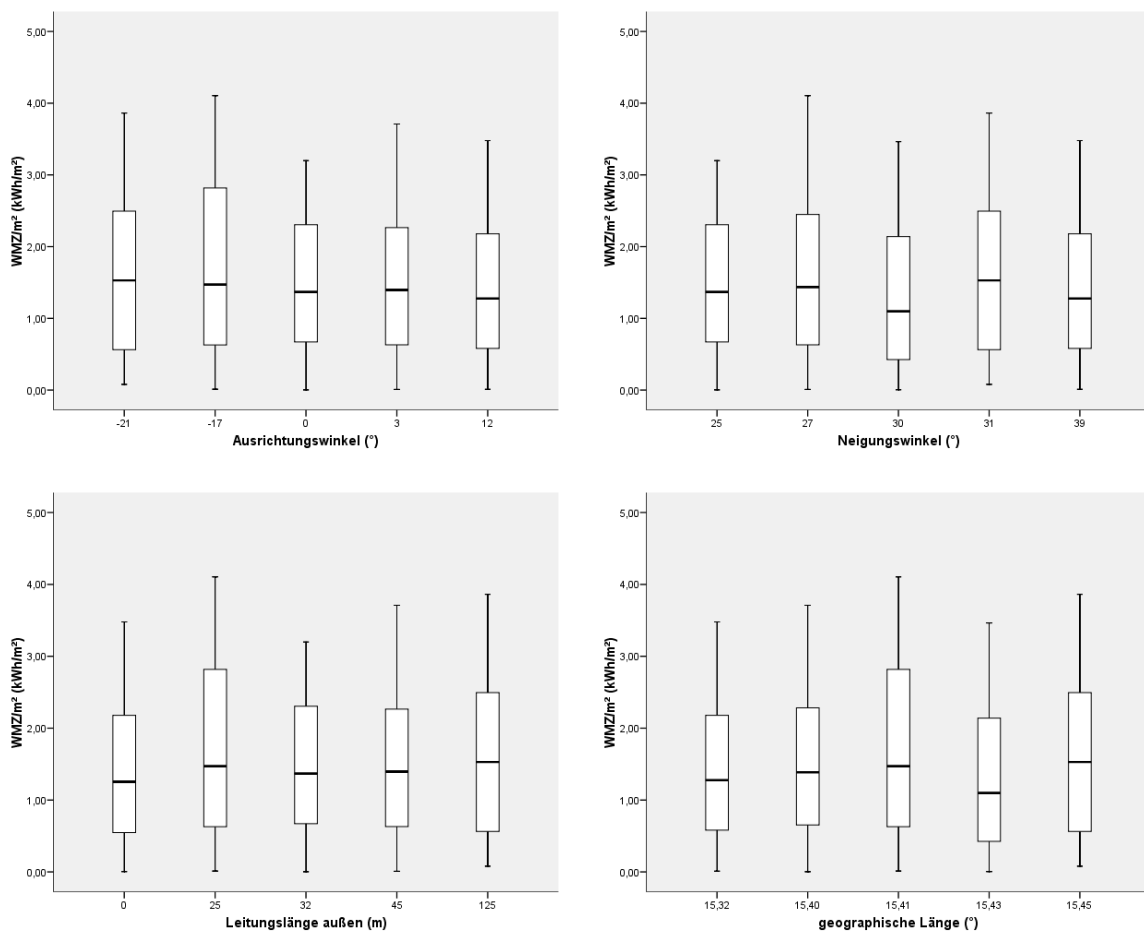 5,00
4,00
3,00
2,00
1,00
0,00
WMZ/m² (kWh/m²)
-21 -17 0 3 12
Ausrichtungswinkel (°)
5,00
4,00
3,00
2,00
1,00
0,00
WMZ/m² (kWh/m²)
25 27 30 31 39
Neigungswinkel (°)
5,00
4,00
3,00
2,00
1,00
0,00
WMZ/m² (kWh/m²)
0 25 32 45 125
Leitungslänge außen (m)
5,00
4,00
3,00
2,00
1,00
0,00
WMZ/m² (kWh/m²)
15,32 15,40 15,41 15,43 15,45
geographische Länge (°)